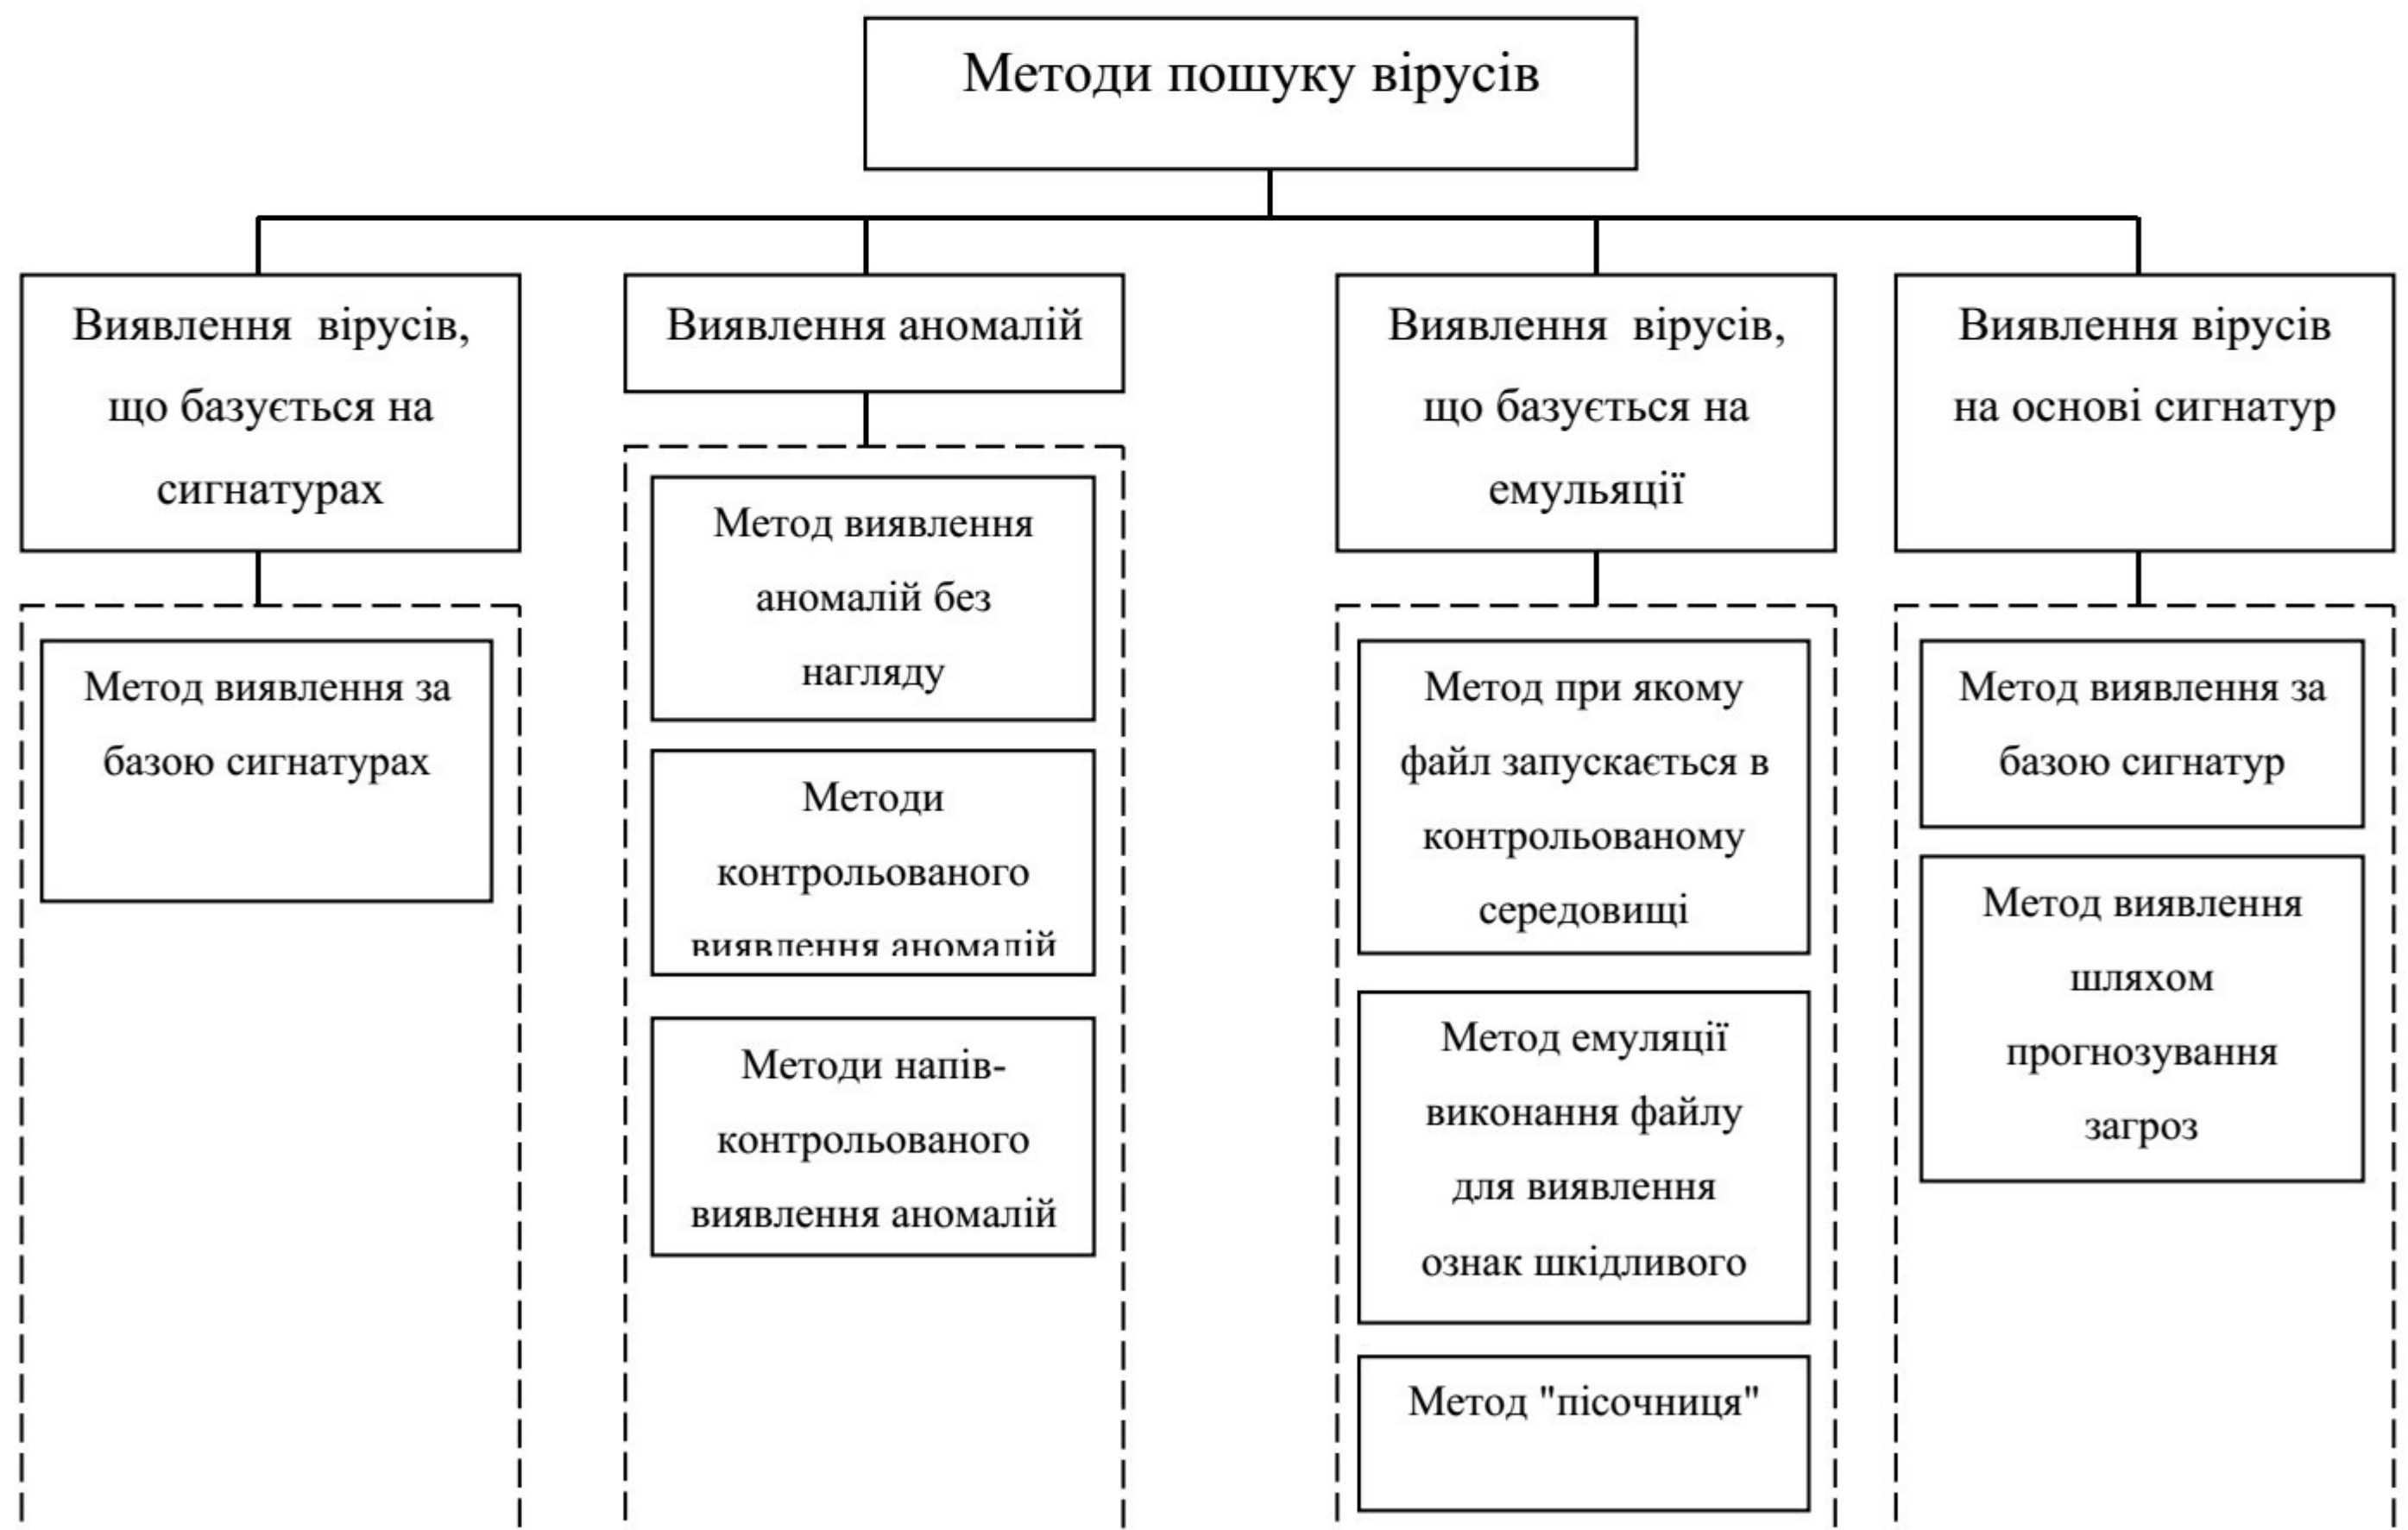 Методи пошуку вірусів
Виявлення вірусів,
що базується на
сигнатурах
Метод виявлення за
базою сигнатурах
Виявлення аномалій
Метод виявлення
аномалій без
нагляду
Методи
контрольованого
виявлення аномалій
Методи напів-
контрольованого
виявлення аномалій
Виявлення вірусів,
що базується на
емульяції
Метод при якому
файл запускається в
контрольованому
середовищі
Метод емуляції
виконання файлу
для виявлення
ознак шкідливого
Метод "пісочниця"
Виявлення вірусів
на основі сигнатур
Метод виявлення за
базою сигнатур
Метод виявлення
шляхом
прогнозування
загроз